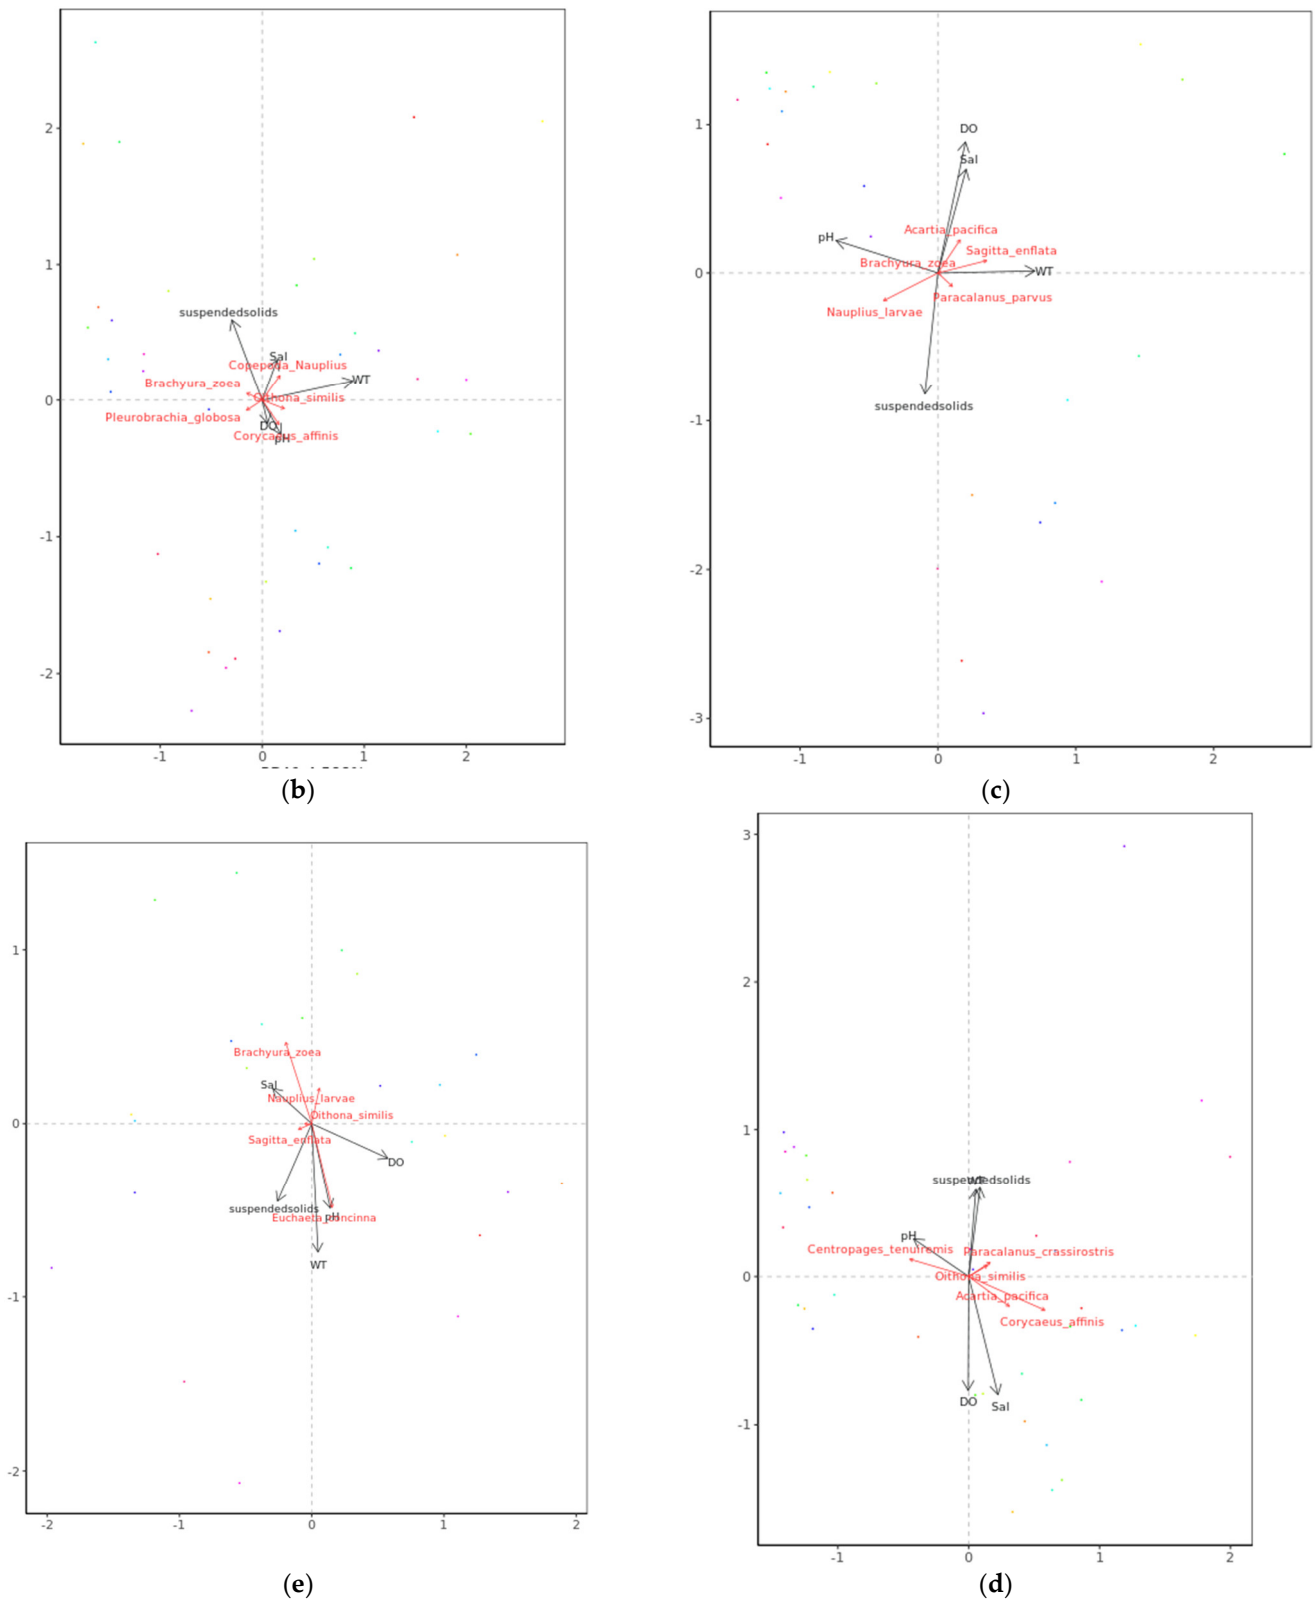 2
1
0
-1
-2
-1
0
1
2
suspendedsolids
Sal
Copepoda_Nauplius
WT
Brachyura_zoea
Oithona_similis
Pleurobrachia_globosa
DO
Corycaeus_affinis
pH
(b)
1
0
-1
-2
-3
-1
0
1
2
DO
Sal
Acartia_pacifica
pH
Sagitta_enflata
Brachyura_zoea
WT
Paracalanus_parvus
Nauplius_larvae
suspendedsolids
(c)
1
0
-1
-2
-2
-1
0
1
2
Brachyura_zoea
Sal
Nauplius_larvae
Oithona_similis
Sagitta_enflata
DO
suspendedsolids
pH
Euchaeta_concinna
WT
(e)
3
2
1
0
-1
-1
0
1
2
suspendedsolids
WT
pH
Centropages_tenuiremis
Paracalanus_crassirostris
Oithona_similis
Acartia_pacifica
Corycaeus_affinis
DO
Sal
(d)